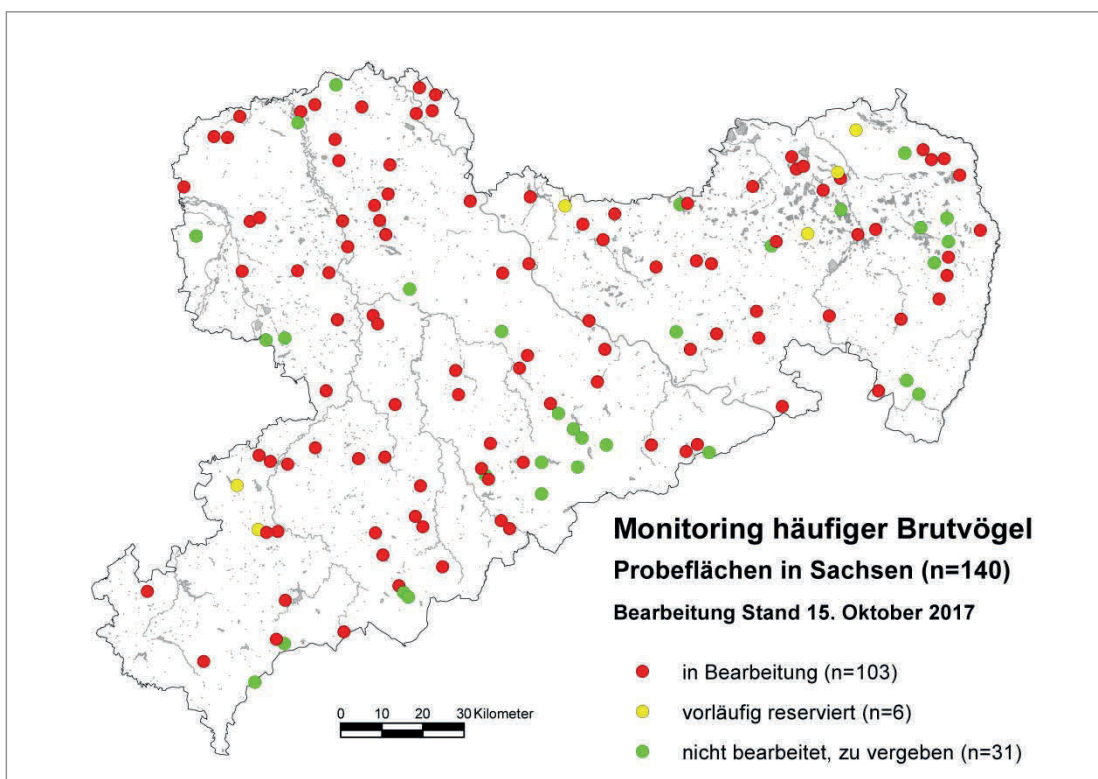 Monitoring häufiger Brutvögel
Probeflächen in Sachsen (n=140)
Bearbeitung Stand 15. Oktober 2017
in Bearbeitung (n=103)
vorläufig reserviert (n=6)
nicht bearbeitet, zu vergeben (n=31)
0 10 20 30 Kilometer